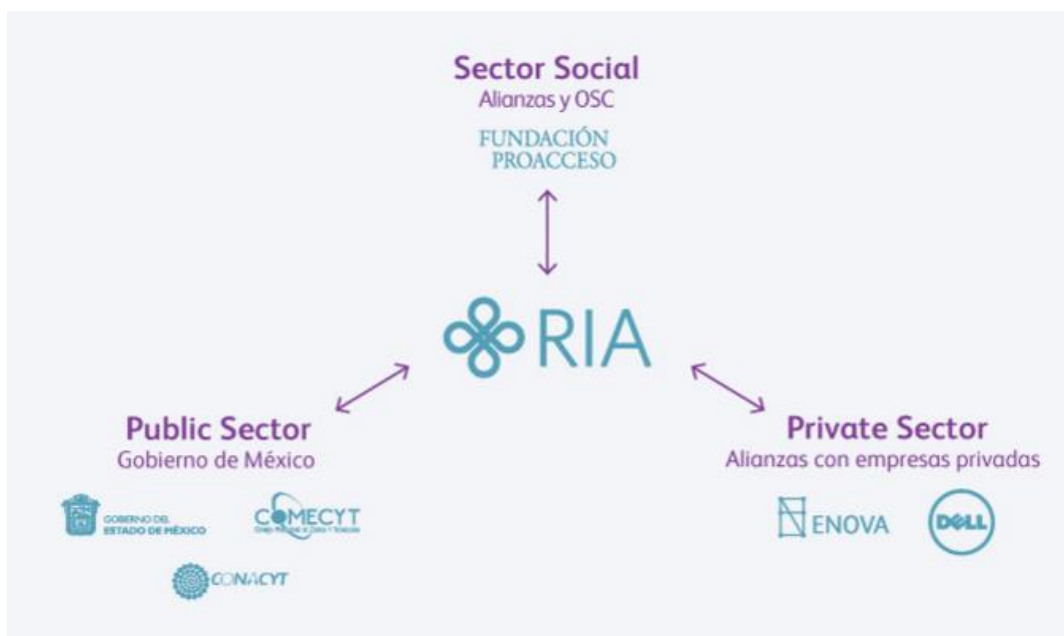 Sector Social
Alianzas y OSC
FUNDACIÓN
PROACCESO
RIA
Public Sector
Gobierno de México
GOBIERNO DEL
ESTADO DE MÉXICO
COMECYT
CONACYT
Private Sector
Alianzas con empresas privadas
ENOVA
DELL